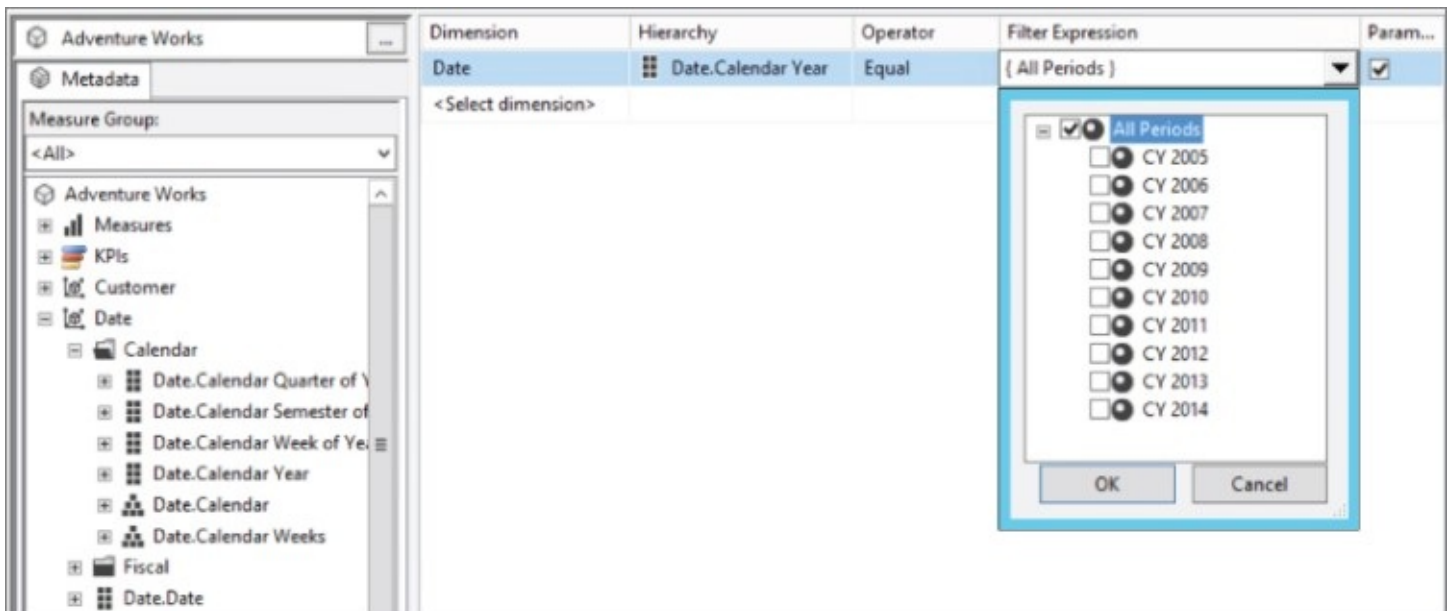 Adventure Works ...
Metadata
Measure Group:
<All>
Adventure Works
Measures
KPIs
Customer
Date
Calendar
Date.Calendar Quarter of Y
Date.Calendar Semester of
Date.Calendar Week of Yea
Date.Calendar Year
Date.Calendar
Date.Calendar Weeks
Fiscal
Date.Date
Dimension Hierarchy Operator Filter Expression Param...
Date Date.Calendar Year Equal { All Periods }
<Select dimension>
All Periods
CY 2005
CY 2006
CY 2007
CY 2008
CY 2009
CY 2010
CY 2011
CY 2012
CY 2013
CY 2014
OK Cancel